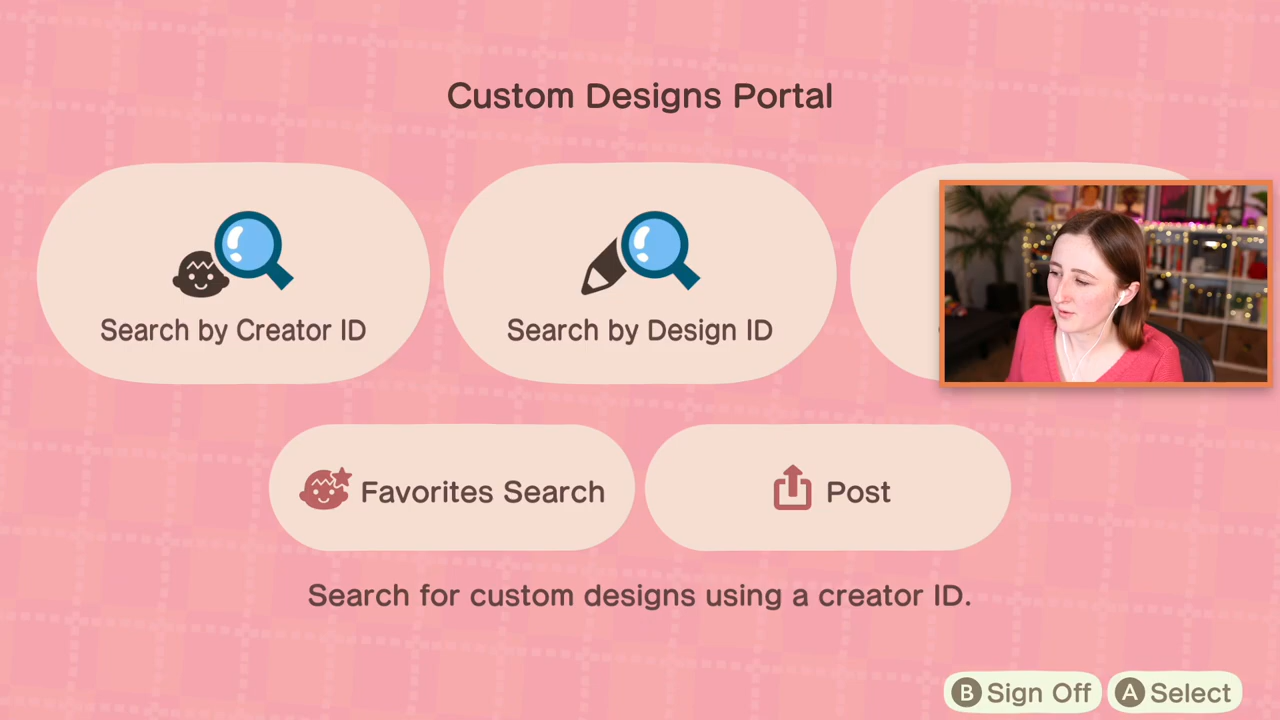 Custom Designs Portal
Search by Creator ID
Search by Design ID
Favorites Search
Post
Search for custom designs using a creator ID.
B Sign Off
A Select